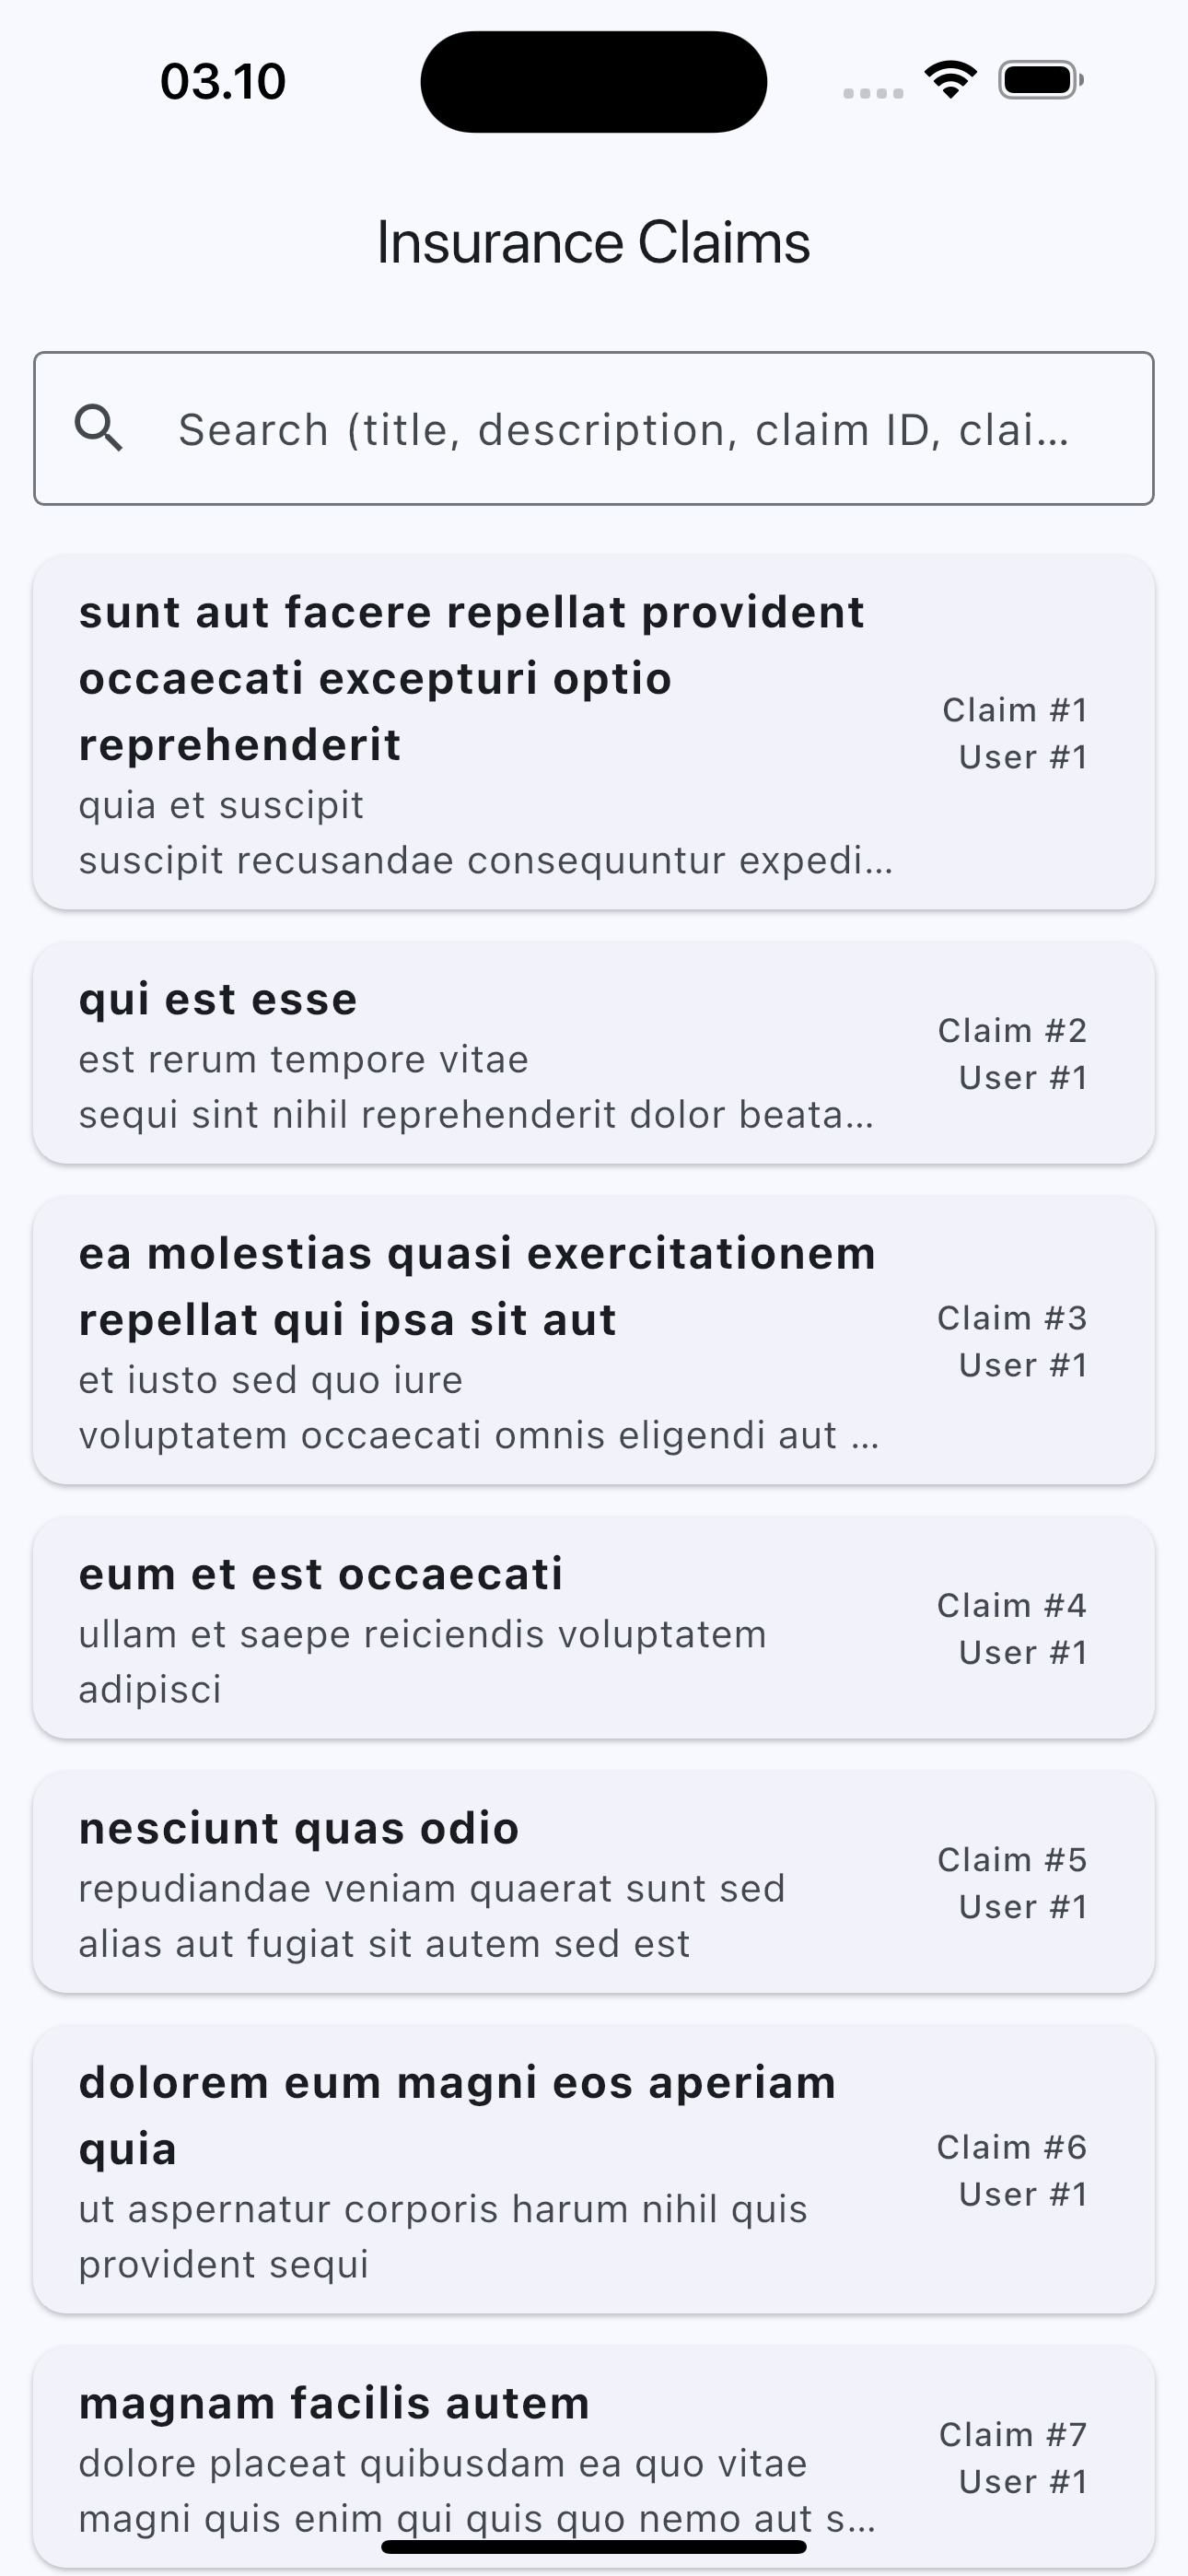 03.10
Insurance Claims
Search (title, description, claim ID, clai...
sunt aut facere repellat provident
occaecati excepturi optio
reprehenderit
quia et suscipit
suscipit recusandae consequuntur expedi...
Claim #1
User #1
qui est esse
est rerum tempore vitae
sequi sint nihil reprehenderit dolor beata...
Claim #2
User #1
ea molestias quasi exercitationem
repellat qui ipsa sit aut
et iusto sed quo iure
voluptatem occaecati omnis eligendi aut ...
Claim #3
User #1
eum et est occaecati
ullam et saepe reiciendis voluptatem
adipisci
Claim #4
User #1
nesciunt quas odio
repudiandae veniam quaerat sunt sed
alias aut fugiat sit autem sed est
Claim #5
User #1
dolorem eum magni eos aperiam
quia
ut aspernatur corporis harum nihil quis
provident sequi
Claim #6
User #1
magnam facilis autem
dolore placeat quibusdam ea quo vitae
magni quis enim qui quis quo nemo aut s...
Claim #7
User #1